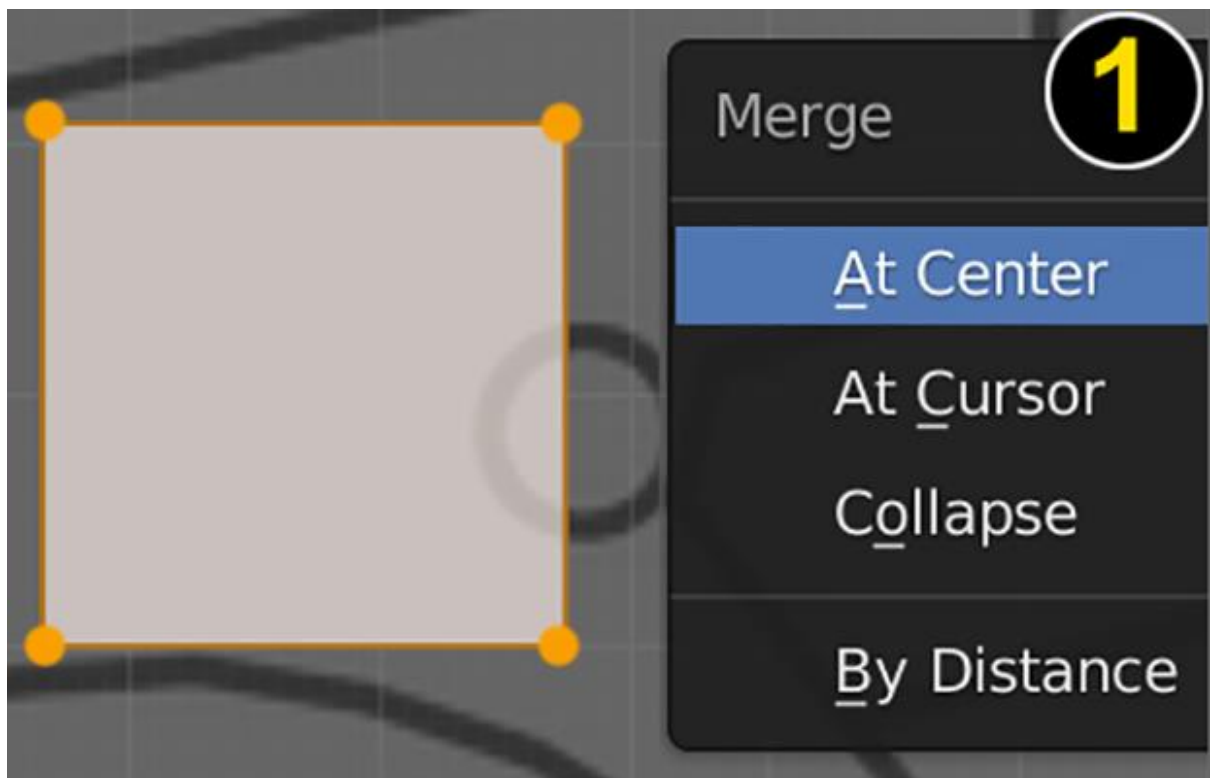 Merge
1
At Center
At Cursor
Collapse
By Distance